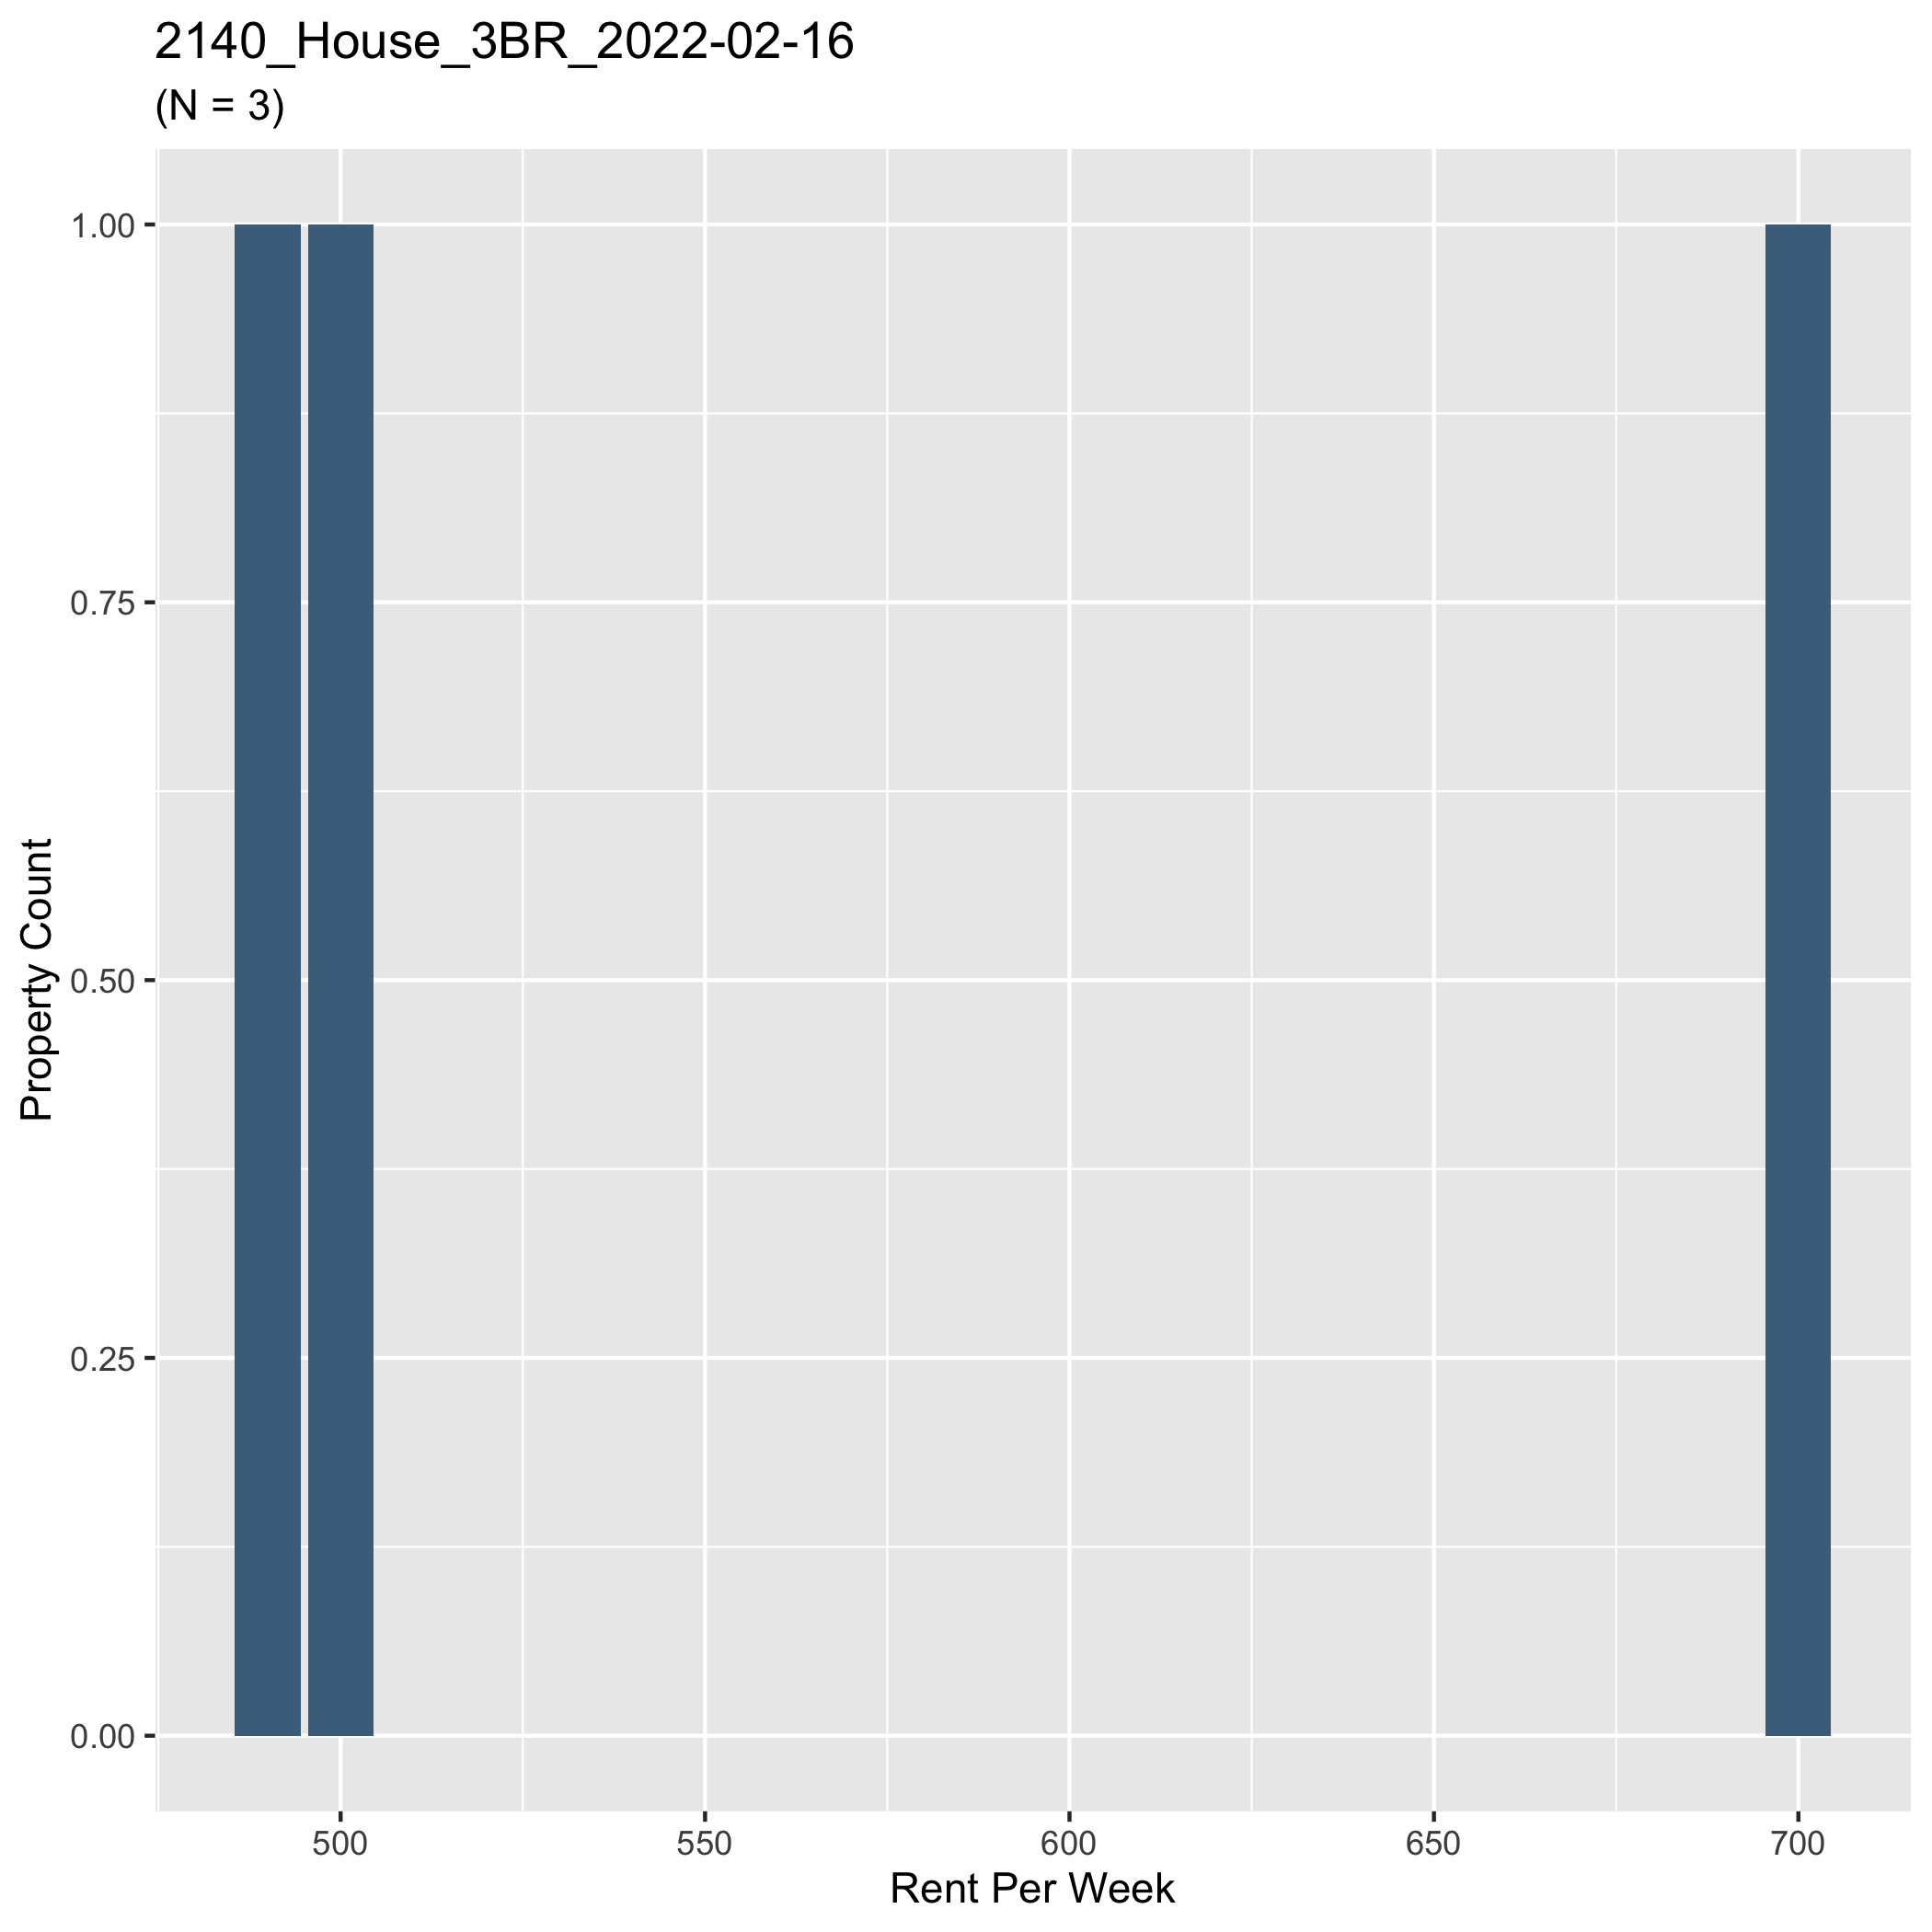 2140_House_3BR_2022-02-16
(N = 3)
1.00
0.75
0.50
0.25
0.00
Property Count
500 550 600 650 700
Rent Per Week